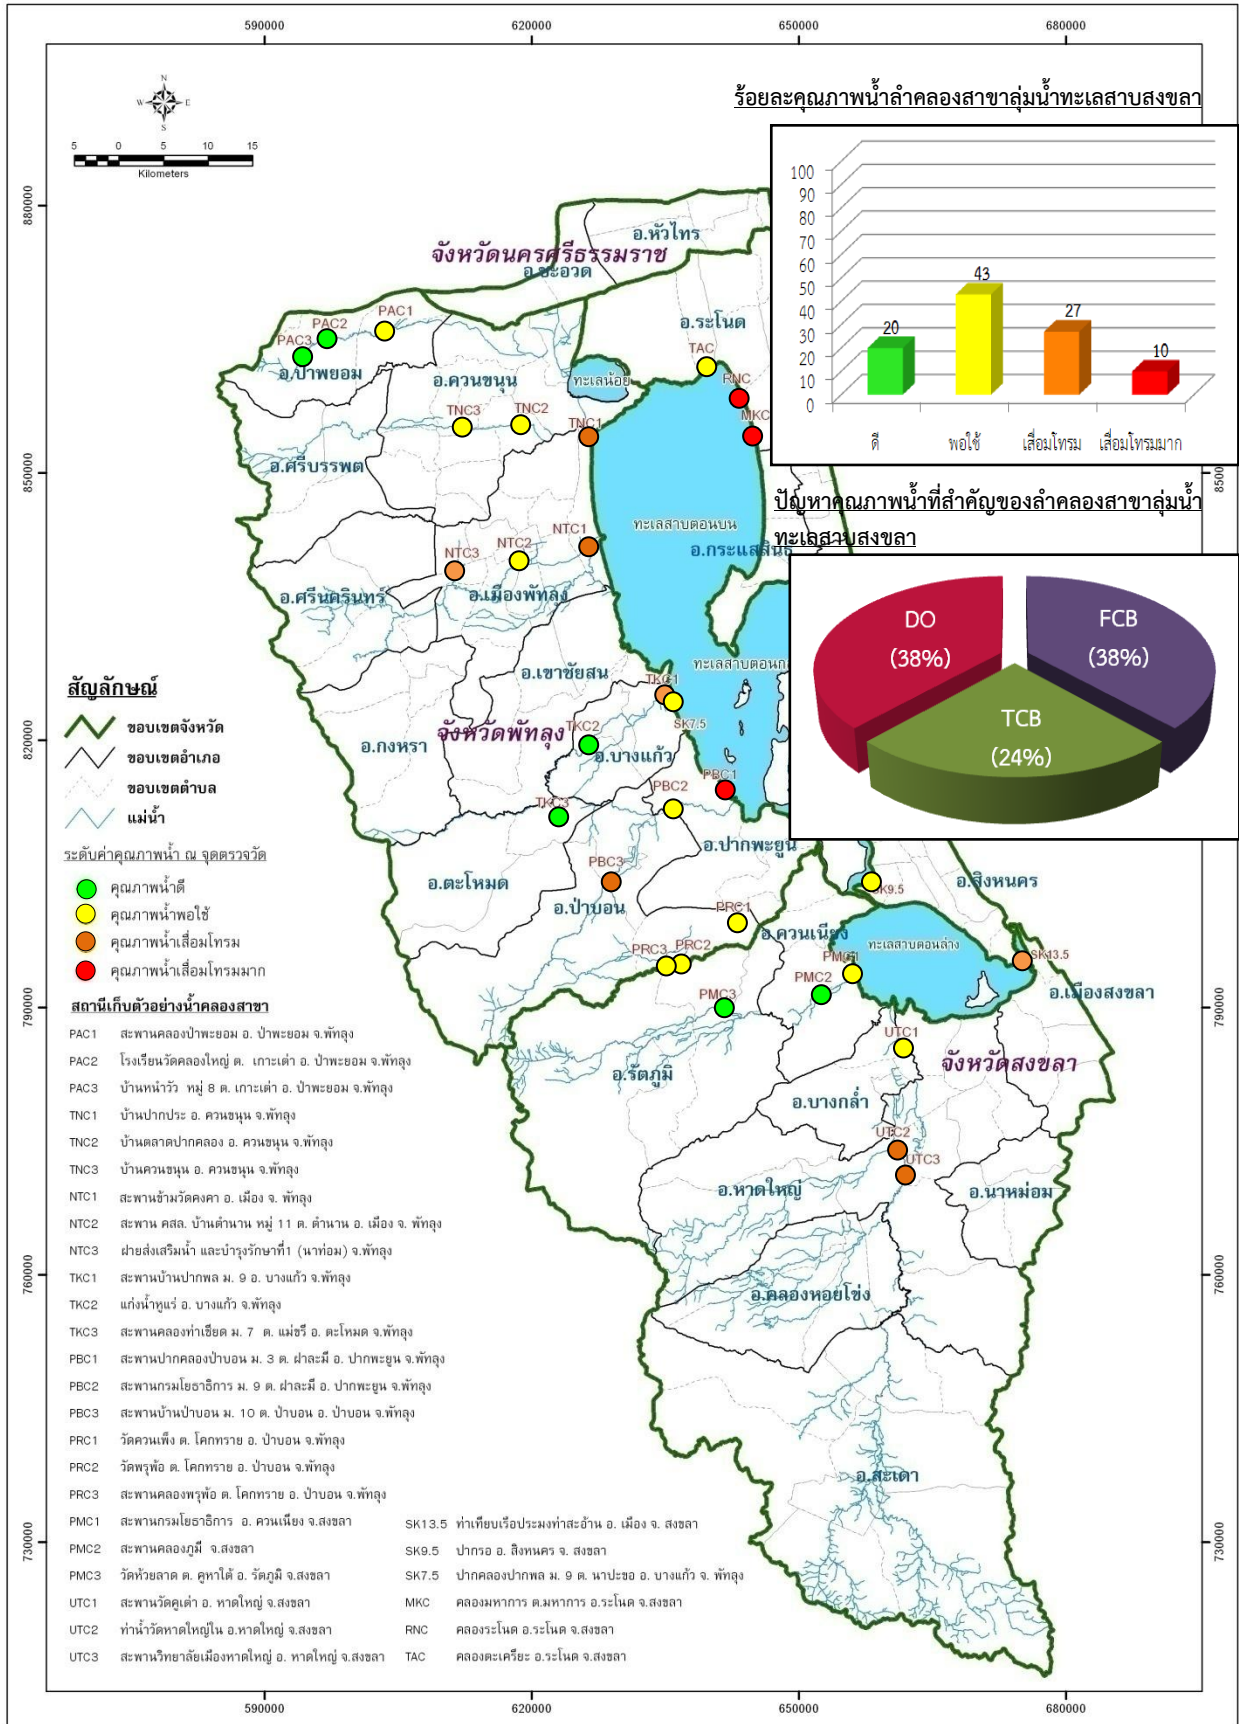 590000 620000 650000 680000
N
W E
S
5 0 5 10 15
Kilometers
ร้อยละคุณภาพน้ำลำคลองสาขาลุ่มน้ำทะเลสาบสงขลา
100
90
80
70
60
50
40
30
20
10
0
20
43
27
10
ดี พอใช้ เสื่อมโทรม เสื่อมโทรมมาก
ปัญหาคุณภาพน้ำที่สำคัญของลำคลองสาขาลุ่มน้ำ
ทะเลสาบสงขลา
DO
(38%)
FCB
(38%)
TCB
(24%)
880000
850000
820000
790000
760000
730000
850000
790000
760000
730000
อ.หัวไทร
จังหวัดนครศรีธรรมราช
อ.ชะอวด
อ.ระโนด
PAC1
PAC2
PAC3
อ.ป่าพยอม
อ.ควนขนุน
ทะเลน้อย
TAC
RNC
MKC
TNC3
TNC2
TNC1
อ.ศรีบรรพต
ทะเลสาบตอนบน
อ.กระแสสินธุ์
NTC1
NTC2
NTC3
อ.ศรีนครินทร์
อ.เมืองพัทลุง
อ.เขาชัยสน
TKC1
SK7.5
TKC2
จังหวัดพัทลุง
อ.กงหรา
อ.บางแก้ว
PBC1
PBC2
TKC3
อ.ปากพะยูน
PBC3
อ.ตะโหมด
อ.ป่าบอน
SK9.5
อ.สิงหนคร
PRC1
อ.ควนเนียง
ทะเลสาบตอนล่าง
PRC3
PRC2
PMC1
PMC2
SK13.5
อ.เมืองสงขลา
PMC3
UTC1
อ.รัตภูมิ
จังหวัดสงขลา
อ.บางกล่ำ
UTC2
UTC3
อ.หาดใหญ่
อ.นาหม่อม
อ.คลองหอยโข่ง
อ.สะเดา
สัญลักษณ์
ขอบเขตจังหวัด
ขอบเขตอำเภอ
ขอบเขตตำบล
แม่น้ำ
ระดับค่าคุณภาพน้ำ ณ จุดตรวจวัด
คุณภาพน้ำดี
คุณภาพน้ำพอใช้
คุณภาพน้ำเสื่อมโทรม
คุณภาพน้ำเสื่อมโทรมมาก
สถานีเก็บตัวอย่างน้ำคลองสาขา
PAC1 สะพานคลองป่าพะยอม อ. ป่าพะยอม จ.พัทลุง
PAC2 โรงเรียนวัดคลองใหญ่ ต. เกาะเต่า อ. ป่าพะยอม จ.พัทลุง
PAC3 บ้านหนำวัว หมู่ 8 ต. เกาะเต่า อ. ป่าพะยอม จ.พัทลุง
TNC1 บ้านปากประ อ. ควนขนุน จ.พัทลุง
TNC2 บ้านตลาดปากคลอง อ. ควนขนุน จ.พัทลุง
TNC3 บ้านควนขนุน อ. ควนขนุน จ.พัทลุง
NTC1 สะพานข้ามวัดคงคา อ. เมือง จ. พัทลุง
NTC2 สะพาน คสล. บ้านตำนาน หมู่ 11 ต. ตำนาน อ. เมือง จ. พัทลุง
NTC3 ฝายส่งเสริมน้ำ และบำรุงรักษาที่1 (นาท่อม) จ.พัทลุง
TKC1 สะพานบ้านปากพล ม. 9 อ. บางแก้ว จ.พัทลุง
TKC2 แก่งน้ำหูแร่ อ. บางแก้ว จ.พัทลุง
TKC3 สะพานคลองท่าเชียด ม. 7 ต. แม่ขรี อ. ตะโหมด จ.พัทลุง
PBC1 สะพานปากคลองป่าบอน ม. 3 ต. ฝาละมี อ. ปากพะยูน จ.พัทลุง
PBC2 สะพานกรมโยธาธิการ ม. 9 ต. ฝาละมี อ. ปากพะยูน จ.พัทลุง
PBC3 สะพานบ้านป่าบอน ม. 10 ต. ป่าบอน อ. ป่าบอน จ.พัทลุง
PRC1 วัดควนเพ็ง ต. โคกทราย อ. ป่าบอน จ.พัทลุง
PRC2 วัดพรุพ้อ ต. โคกทราย อ. ป่าบอน จ.พัทลุง
PRC3 สะพานคลองพรุพ้อ ต. โคกทราย อ. ป่าบอน จ.พัทลุง
PMC1 สะพานกรมโยธาธิการ อ. ควนเนียง จ.สงขลา
PMC2 สะพานคลองภูมี จ.สงขลา
PMC3 วัดห้วยลาด ต. คูหาใต้ อ. รัตภูมิ จ.สงขลา
UTC1 สะพานวัดคูเต่า อ. หาดใหญ่ จ.สงขลา
UTC2 ท่าน้ำวัดหาดใหญ่ใน อ.หาดใหญ่ จ.สงขลา
UTC3 สะพานวิทยาลัยเมืองหาดใหญ่ อ. หาดใหญ่ จ.สงขลา
SK13.5 ท่าเทียบเรือประมงท่าสะอ้าน อ. เมือง จ. สงขลา
SK9.5 ปากรอ อ. สิงหนคร จ. สงขลา
SK7.5 ปากคลองปากพล ม. 9 ต. นาปะขอ อ. บางแก้ว จ. พัทลุง
MKC คลองมหาการ ต.มหาการ อ.ระโนด จ.สงขลา
RNC คลองระโนด อ.ระโนด จ.สงขลา
TAC คลองตะเครียะ อ.ระโนด จ.สงขลา
590000 620000 650000 680000